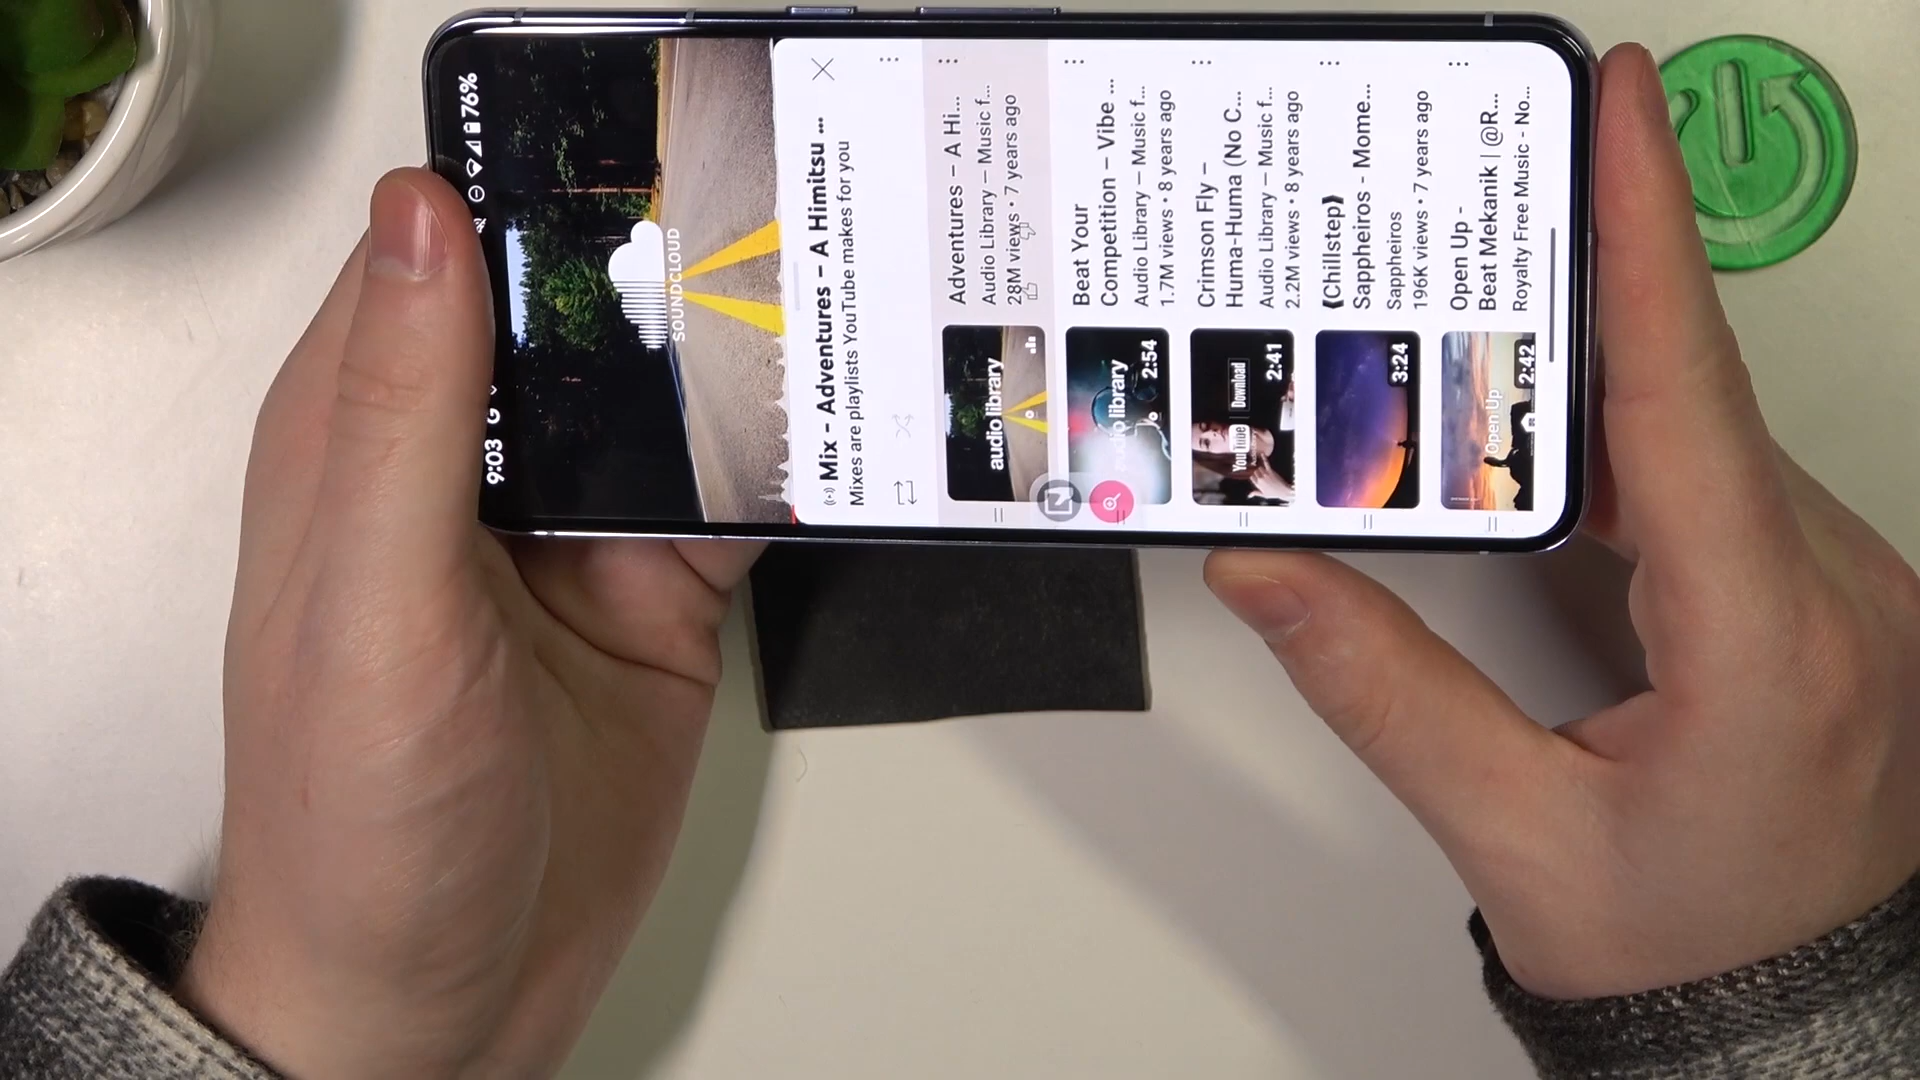 9:03 G
76%
SOUNDCLOUD
Mix – Adventures – A Himitsu ...
Mixes are playlists YouTube makes for you
audio library
Adventures – A Hi...
Audio Library – Music f...
28M views • 7 years ago
audio library
2:54
Beat Your
Competition – Vibe ...
Audio Library – Music f...
1.7M views • 8 years ago
YouTube
Download
2:41
Crimson Fly –
Huma-Huma (No C...
Audio Library – Music f...
2.2M views • 8 years ago
3:24
【Chillstep】
Sappheiros - Mome...
Sappheiros
196K views • 7 years ago
Open Up
2:42
Open Up -
Beat Mekanik | @R...
Royalty Free Music - No...